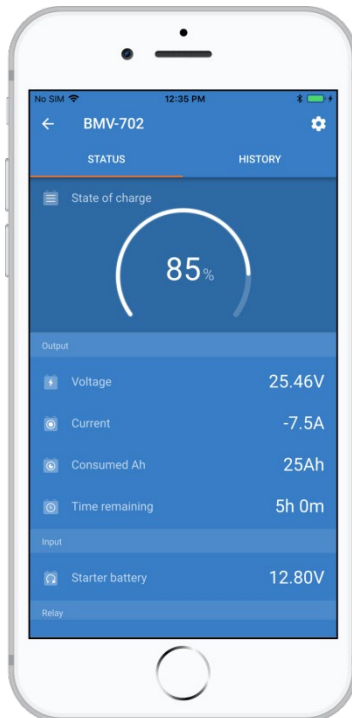 No SIM 12:35 PM
BMV-702
STATUS HISTORY
State of charge
85%
Output
Voltage 25.46V
Current -7.5A
Consumed Ah 25Ah
Time remaining 5h 0m
Input
Starter battery 12.80V
Relay